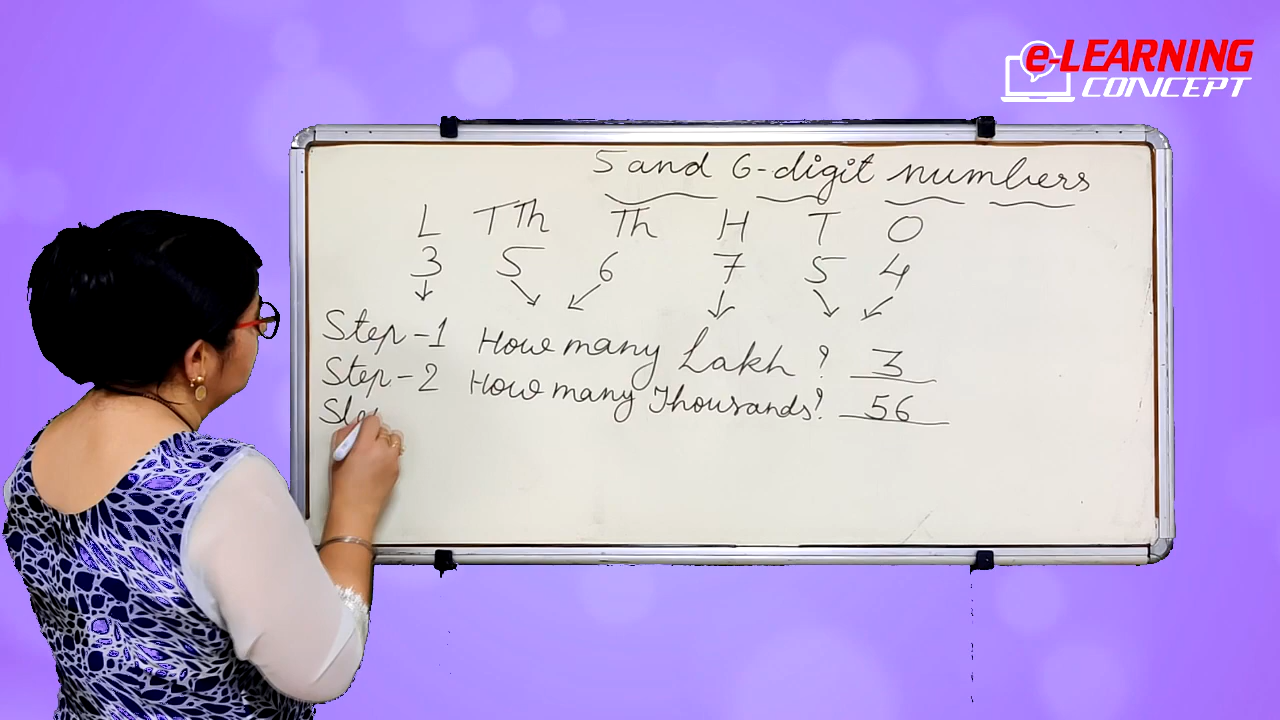 e-LEARNING
CONCEPT
5 and 6-digit numbers
L TTh Th H T O
3 5 6 7 5 4
Step-1 How many Lakh? 3
Step-2 How many Thousands? 56